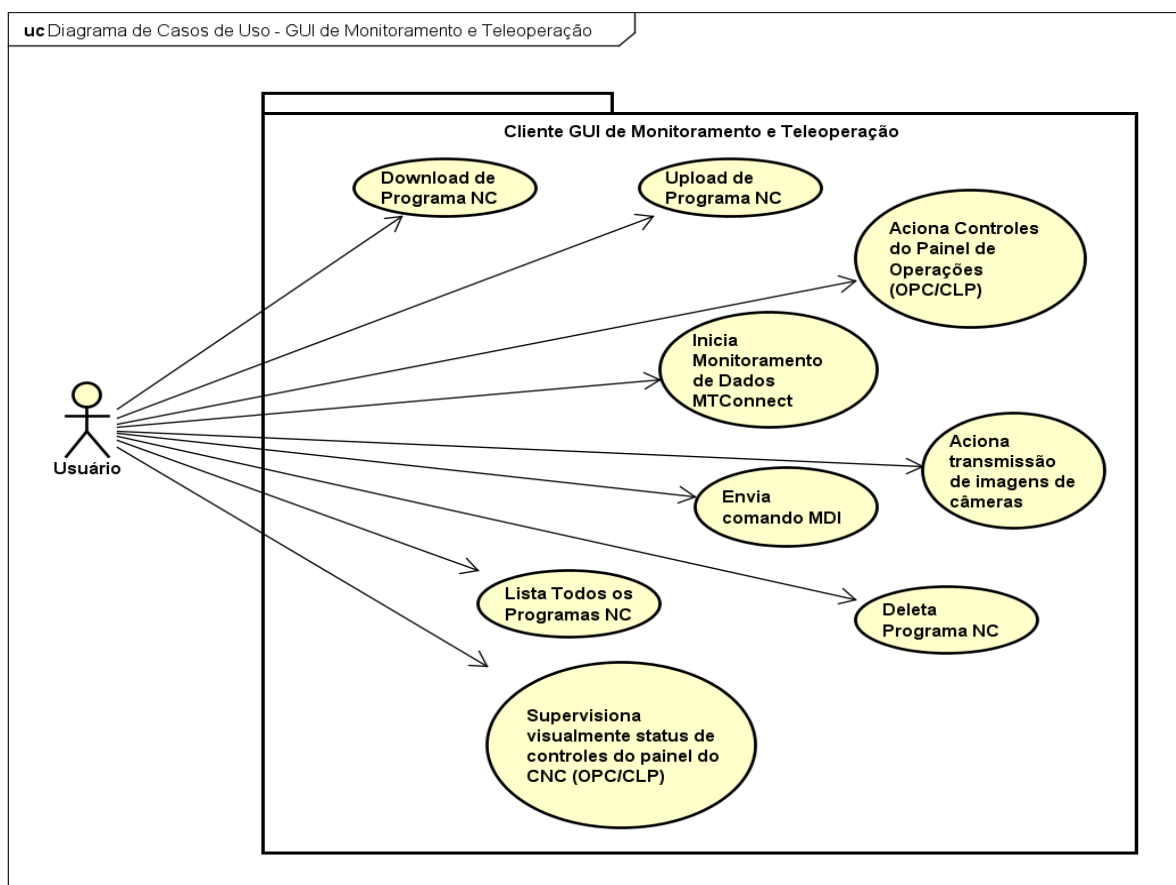 uc Diagrama de Casos de Uso - GUI de Monitoramento e Teleoperação
Cliente GUI de Monitoramento e Teleoperação
Download de
Programa NC
Upload de
Programa NC
Aciona Controles
do Painel de
Operações
(OPC/CLP)
Inicia
Monitoramento
de Dados
MTConnect
Usuário
Aciona
transmissão
de imagens de
câmeras
Envia
comando MDI
Lista Todos os
Programas NC
Deleta
Programa NC
Supervisiona
visualmente status de
controles do painel do
CNC (OPC/CLP)